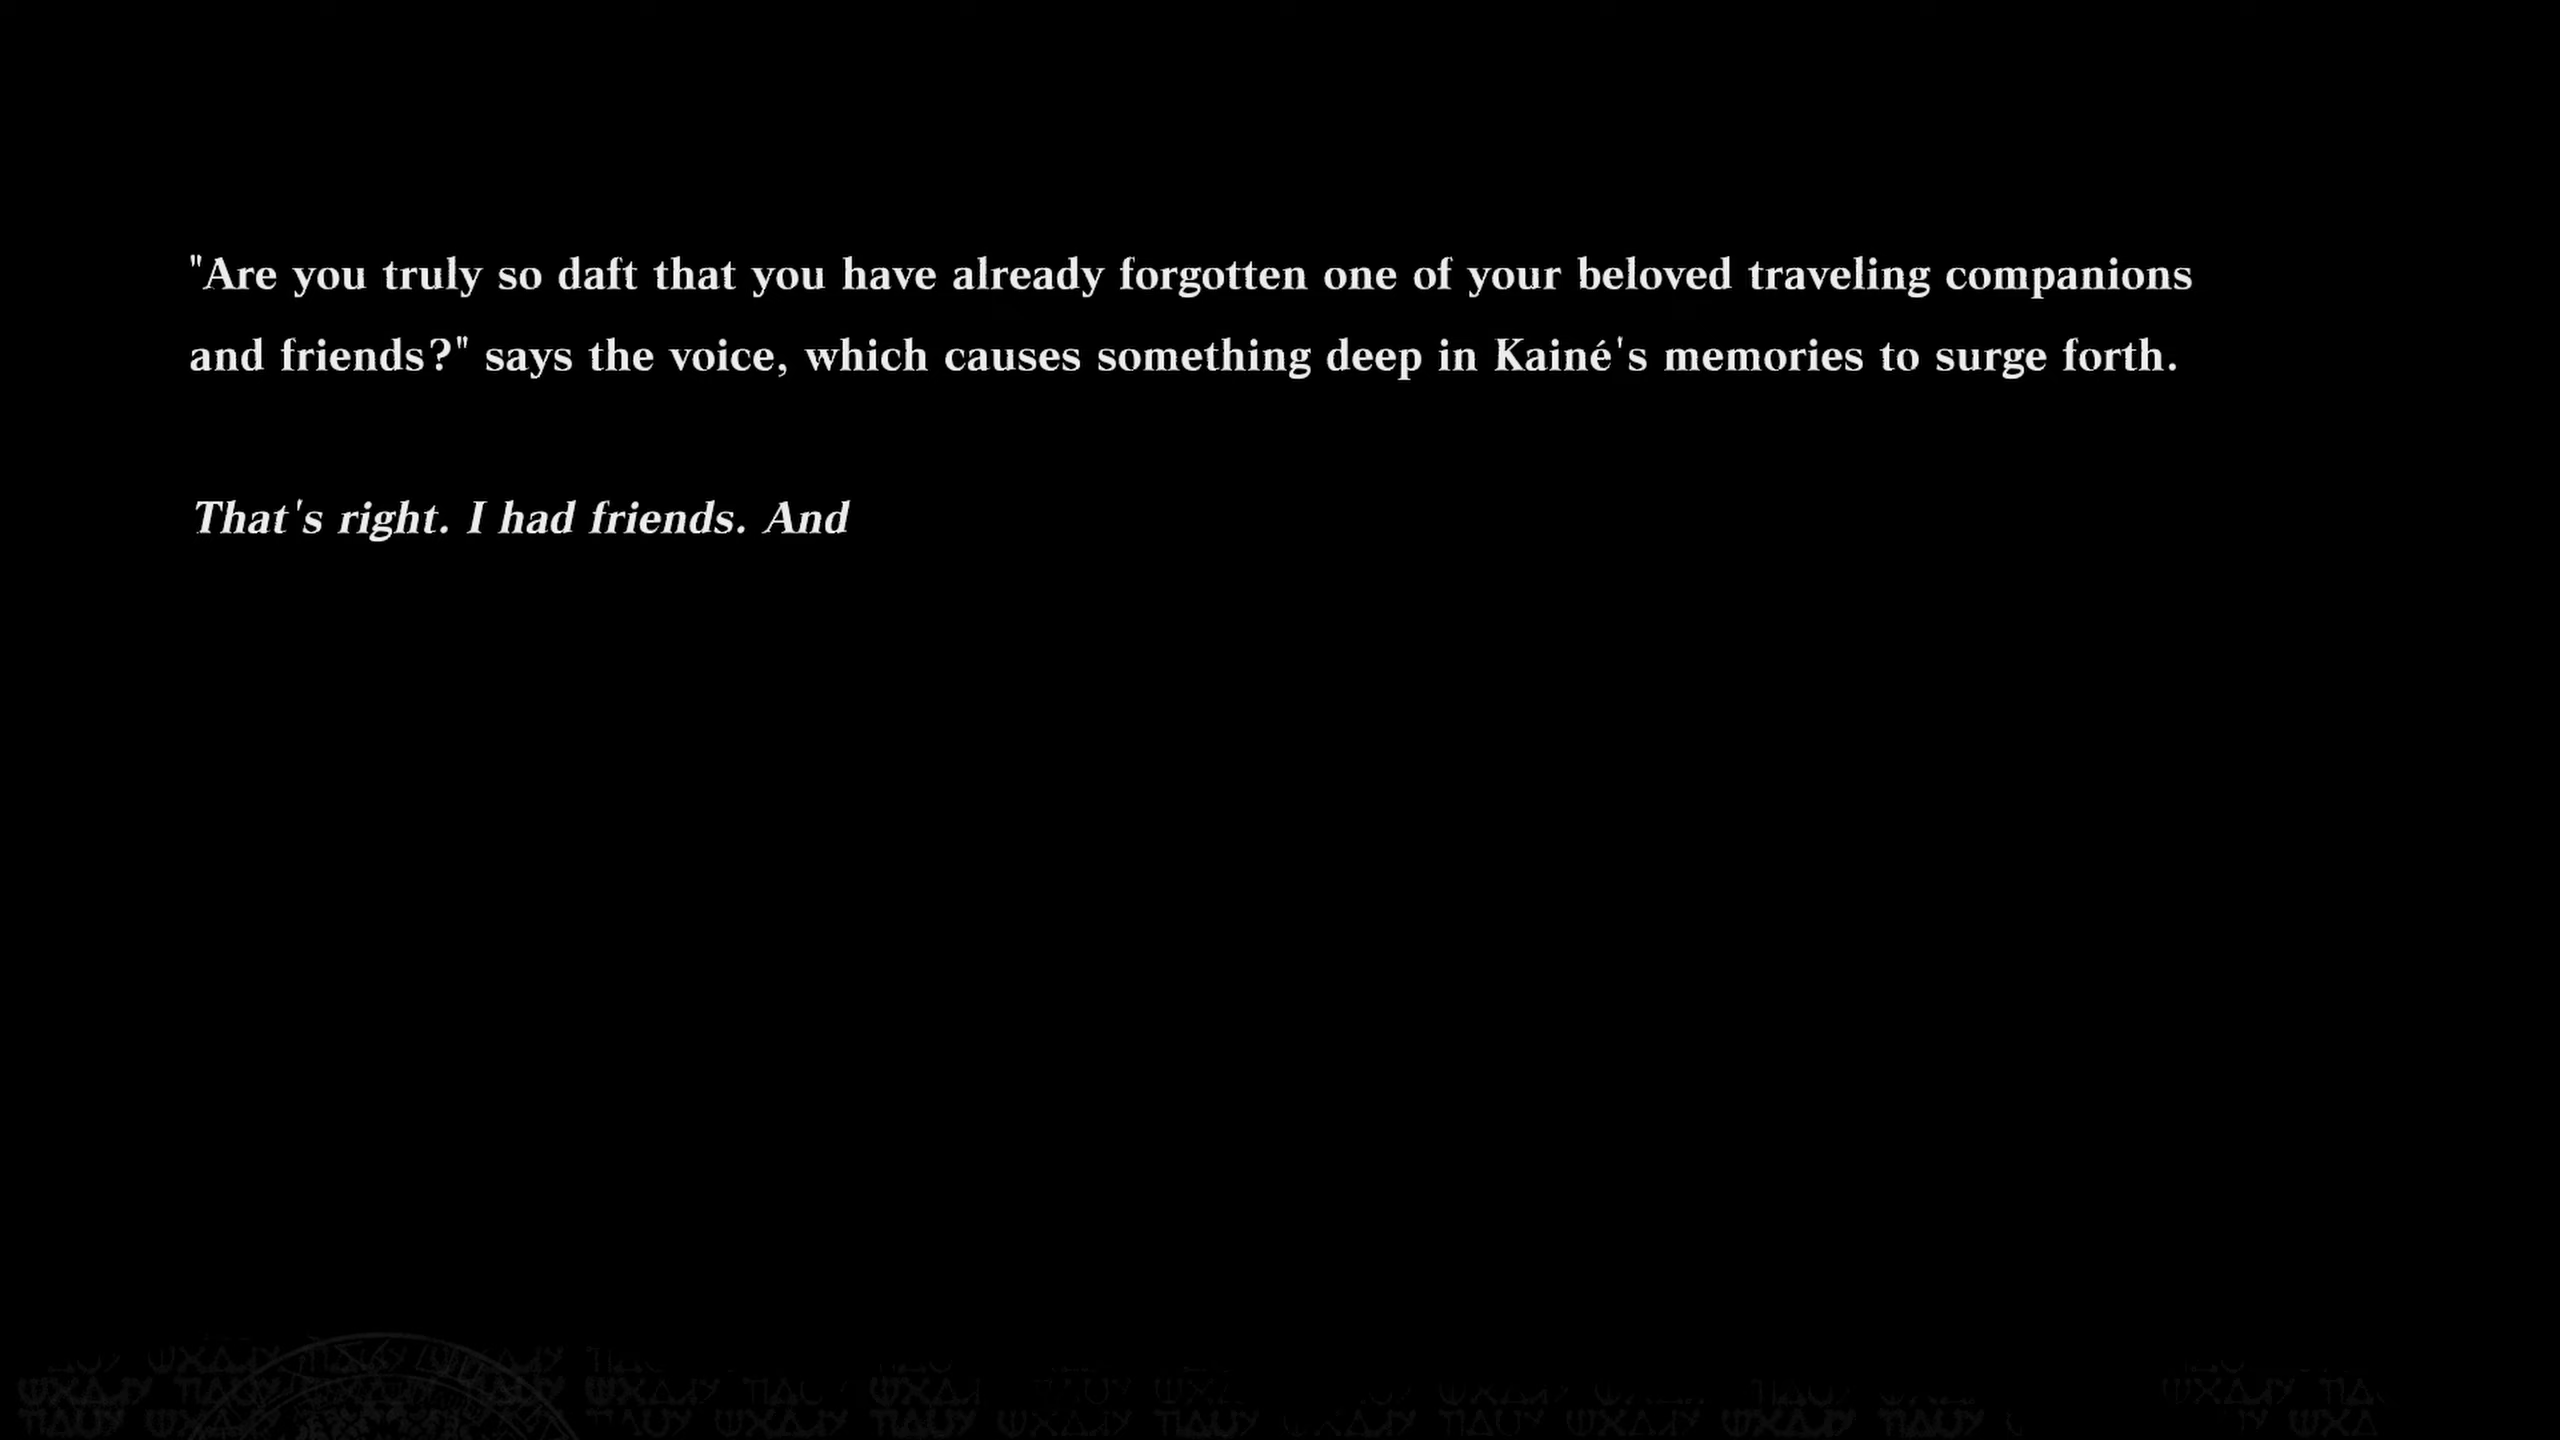 "Are you truly so daft that you have already forgotten one of your beloved traveling companions
and friends?" says the voice, which causes something deep in Kainé's memories to surge forth.
That's right. I had friends. And